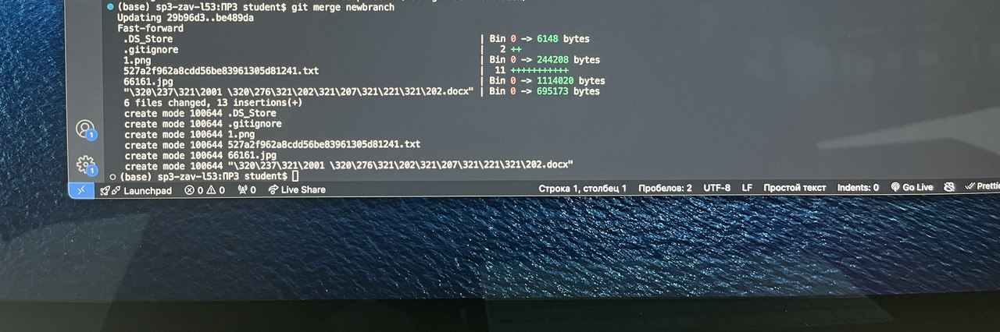 (base) sp3-zav-l53:ПР3 student$ git merge newbranch
Updating 29b96d3..be489da
Fast-forward
.DS_Store | Bin 0 -> 6148 bytes
.gitignore | 2 ++
1.png | Bin 0 -> 244208 bytes
527a2f962a8cdd56be83961305d81241.txt | 11 +++++++++++
66161.jpg | Bin 0 -> 1114020 bytes
"\320\237\321\2001 \320\276\321\202\321\207\321\221\321\202.docx" | Bin 0 -> 695173 bytes
6 files changed, 13 insertions(+)
create mode 100644 .DS_Store
create mode 100644 .gitignore
create mode 100644 1.png
create mode 100644 527a2f962a8cdd56be83961305d81241.txt
create mode 100644 66161.jpg
create mode 100644 "\320\237\321\2001 \320\276\321\202\321\207\321\221\321\202.docx"
(base) sp3-zav-l53:ПР3 student$
1
1
Launchpad 0 0 0 Live Share Строка 1, столбец 1 Пробелов: 2 UTF-8 LF Простой текст Indents: 0 Go Live